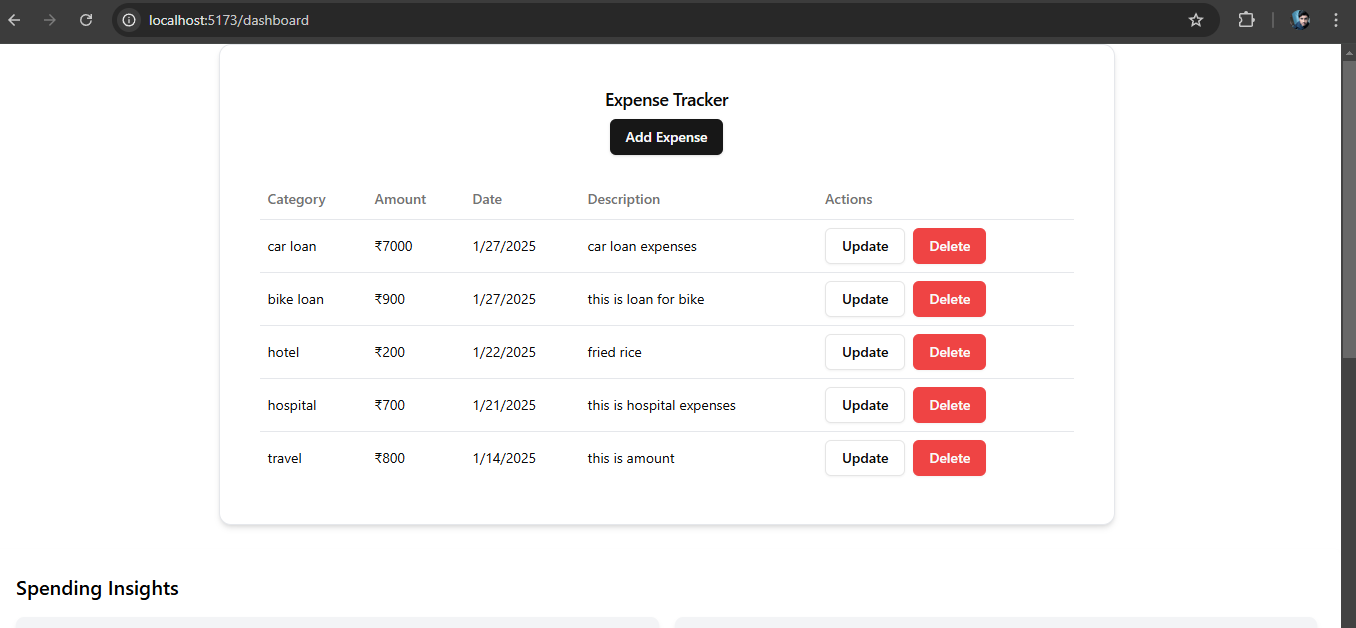 localhost:5173/dashboard
Expense Tracker
Add Expense
Category Amount Date Description Actions
car loan ₹7000 1/27/2025 car loan expenses Update Delete
bike loan ₹900 1/27/2025 this is loan for bike Update Delete
hotel ₹200 1/22/2025 fried rice Update Delete
hospital ₹700 1/21/2025 this is hospital expenses Update Delete
travel ₹800 1/14/2025 this is amount Update Delete
Spending Insights